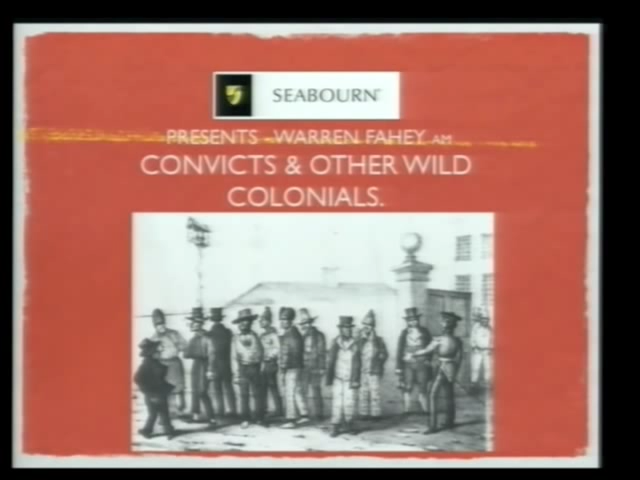 SEABOURN
PRESENTS - WARREN FAHEY AM
CONVICTS & OTHER WILD
COLONIALS.